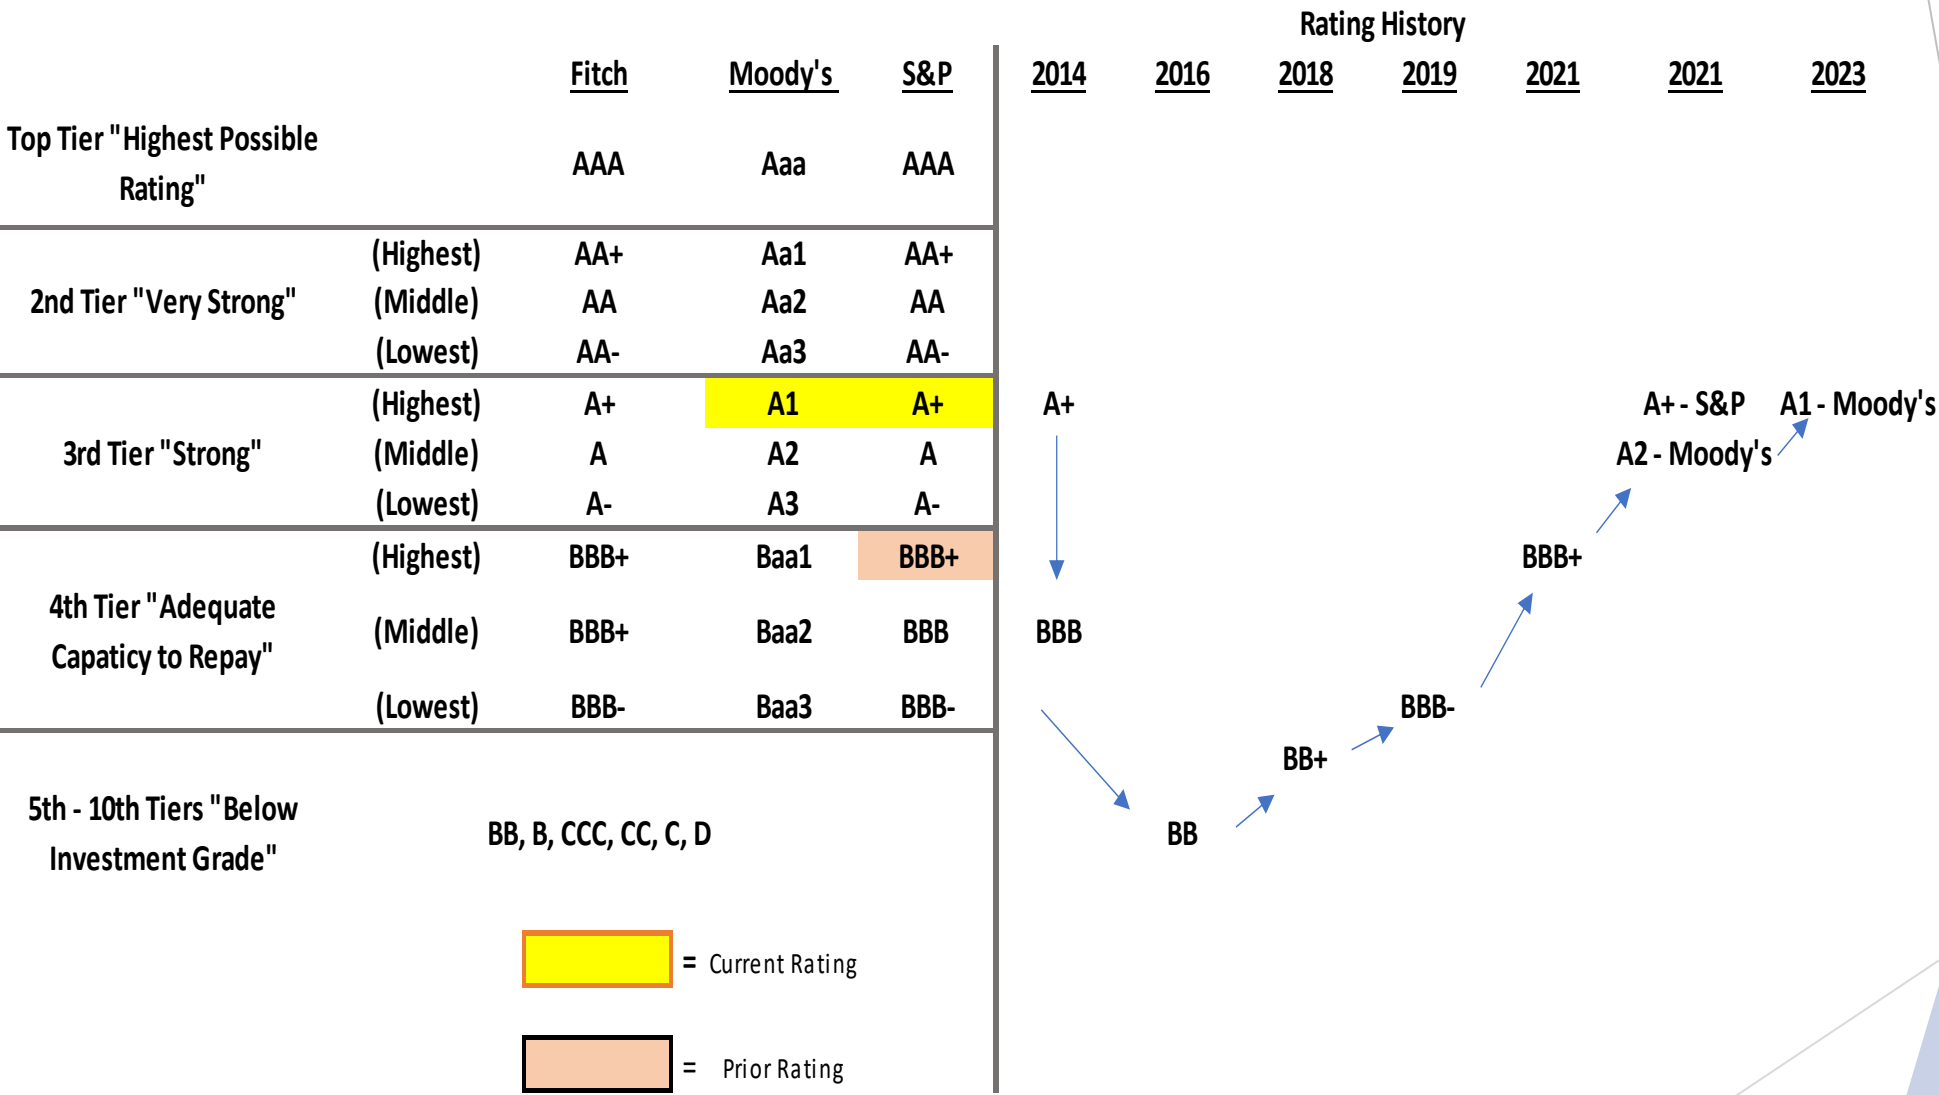 Rating History
Fitch Moody's S&P 2014 2016 2018 2019 2021 2021 2023
Top Tier "Highest Possible
Rating"
AAA Aaa AAA
(Highest) AA+ Aa1 AA+
2nd Tier "Very Strong" (Middle) AA Aa2 AA
(Lowest) AA- Aa3 AA-
(Highest) A+ A1 A+ A+ A+ - S&P A1 - Moody's
3rd Tier "Strong" (Middle) A A2 A A2 - Moody's
(Lowest) A- A3 A-
(Highest) BBB+ Baa1 BBB+ BBB+
4th Tier "Adequate
Capaticy to Repay"
(Middle) BBB+ Baa2 BBB BBB
(Lowest) BBB- Baa3 BBB- BBB-
BB+
5th - 10th Tiers "Below
Investment Grade"
BB, B, CCC, CC, C, D BB
= Current Rating
= Prior Rating